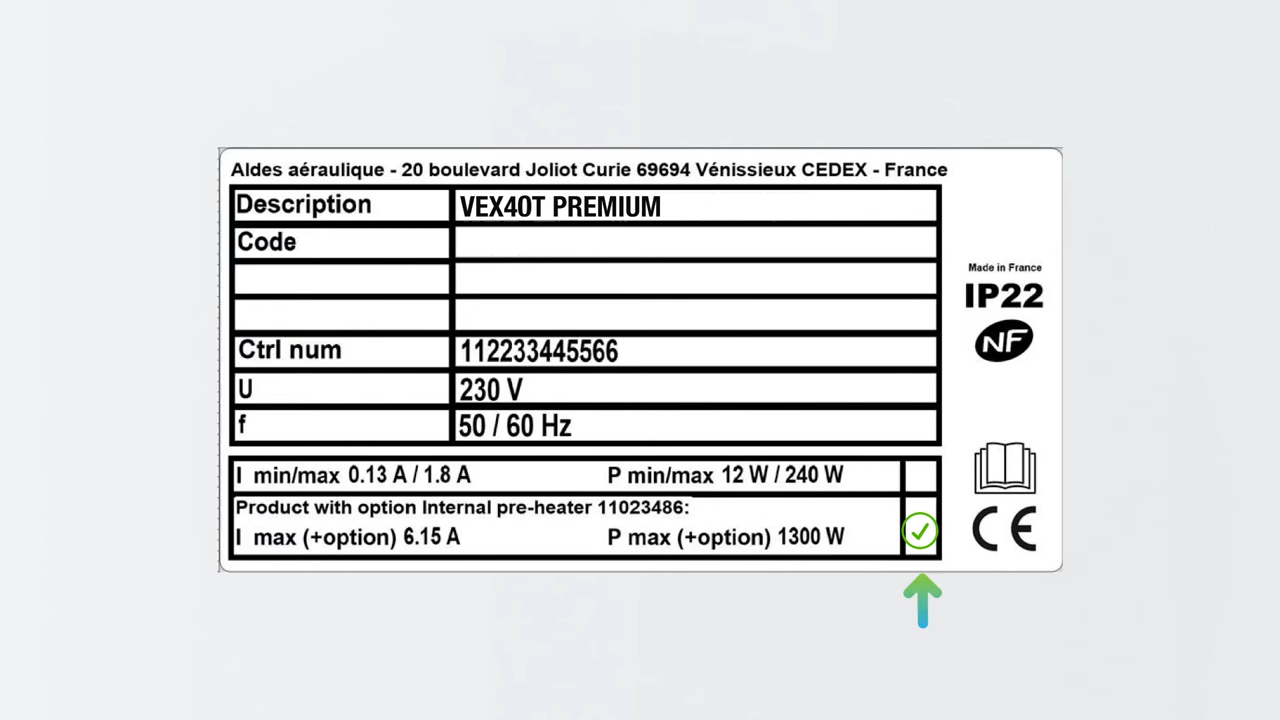 Aldes aéraulique - 20 boulevard Joliot Curie 69694 Vénissieux CEDEX - France
Description VEX40T PREMIUM
Code
Made in France
IP22
NF
Ctrl num 112233445566
U 230 V
f 50 / 60 Hz
I min/max 0.13 A / 1.8 A P min/max 12 W / 240 W
Product with option Internal pre-heater 11023486:
I max (+option) 6.15 A P max (+option) 1300 W
CE